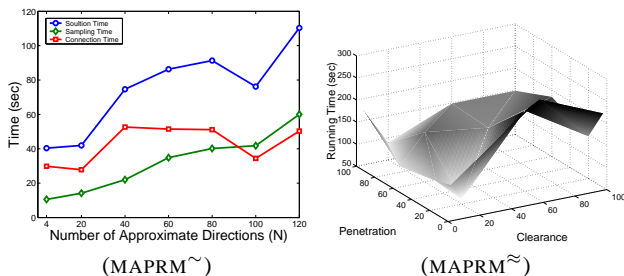 120
100
80
60
40
20
0
Time (sec)
Soultion Time
Sampling Time
Connection Time
4 20 40 60 80 100 120
Number of Approximate Directions (N)
(MAPRM~)
300
250
200
150
100
50
Running Time (sec)
100
80
60
40
20
0
Penetration
0 20 40 60 80 100
Clearance
(MAPRM≈)